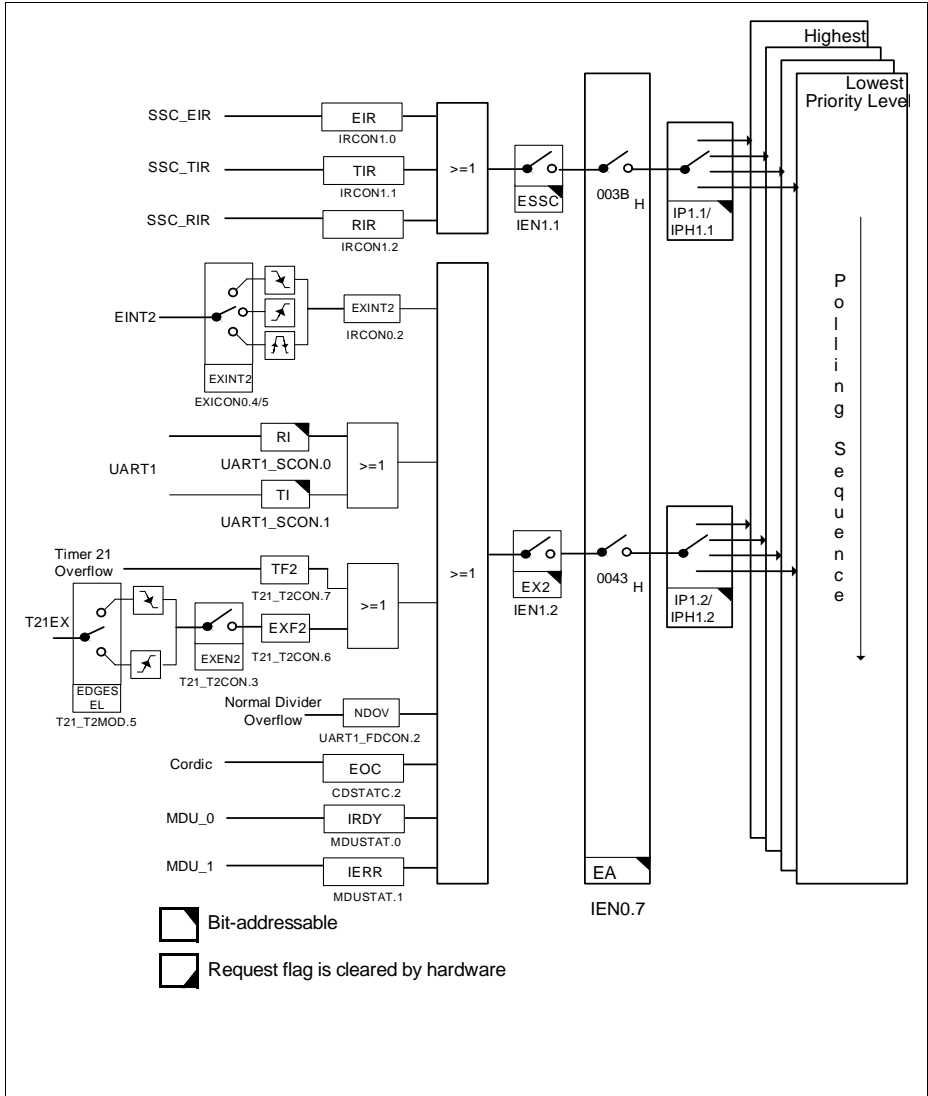 Highest
Lowest
Priority Level
SSC_EIR
EIR
IRCON1.0
SSC_TIR
TIR
IRCON1.1
SSC_RIR
RIR
IRCON1.2
>=1
ESSC
IEN1.1
003B H
IP1.1/
IPH1.1
EINT2
EXINT2
EXICON0.4/5
EXINT2
IRCON0.2
UART1
RI
UART1_SCON.0
TI
UART1_SCON.1
>=1
Timer 21
Overflow
TF2
T21_T2CON.7
T21EX
EDGES
EL
T21_T2MOD.5
EXEN2
T21_T2CON.3
EXF2
T21_T2CON.6
>=1
Normal Divider
Overflow
NDOV
UART1_FDCON.2
Cordic
EOC
CDSTATC.2
MDU_0
IRDY
MDUSTAT.0
MDU_1
IERR
MDUSTAT.1
>=1
EX2
IEN1.2
0043 H
IP1.2/
IPH1.2
EA
IEN0.7
Polling Sequence
Bit-addressable
Request flag is cleared by hardware